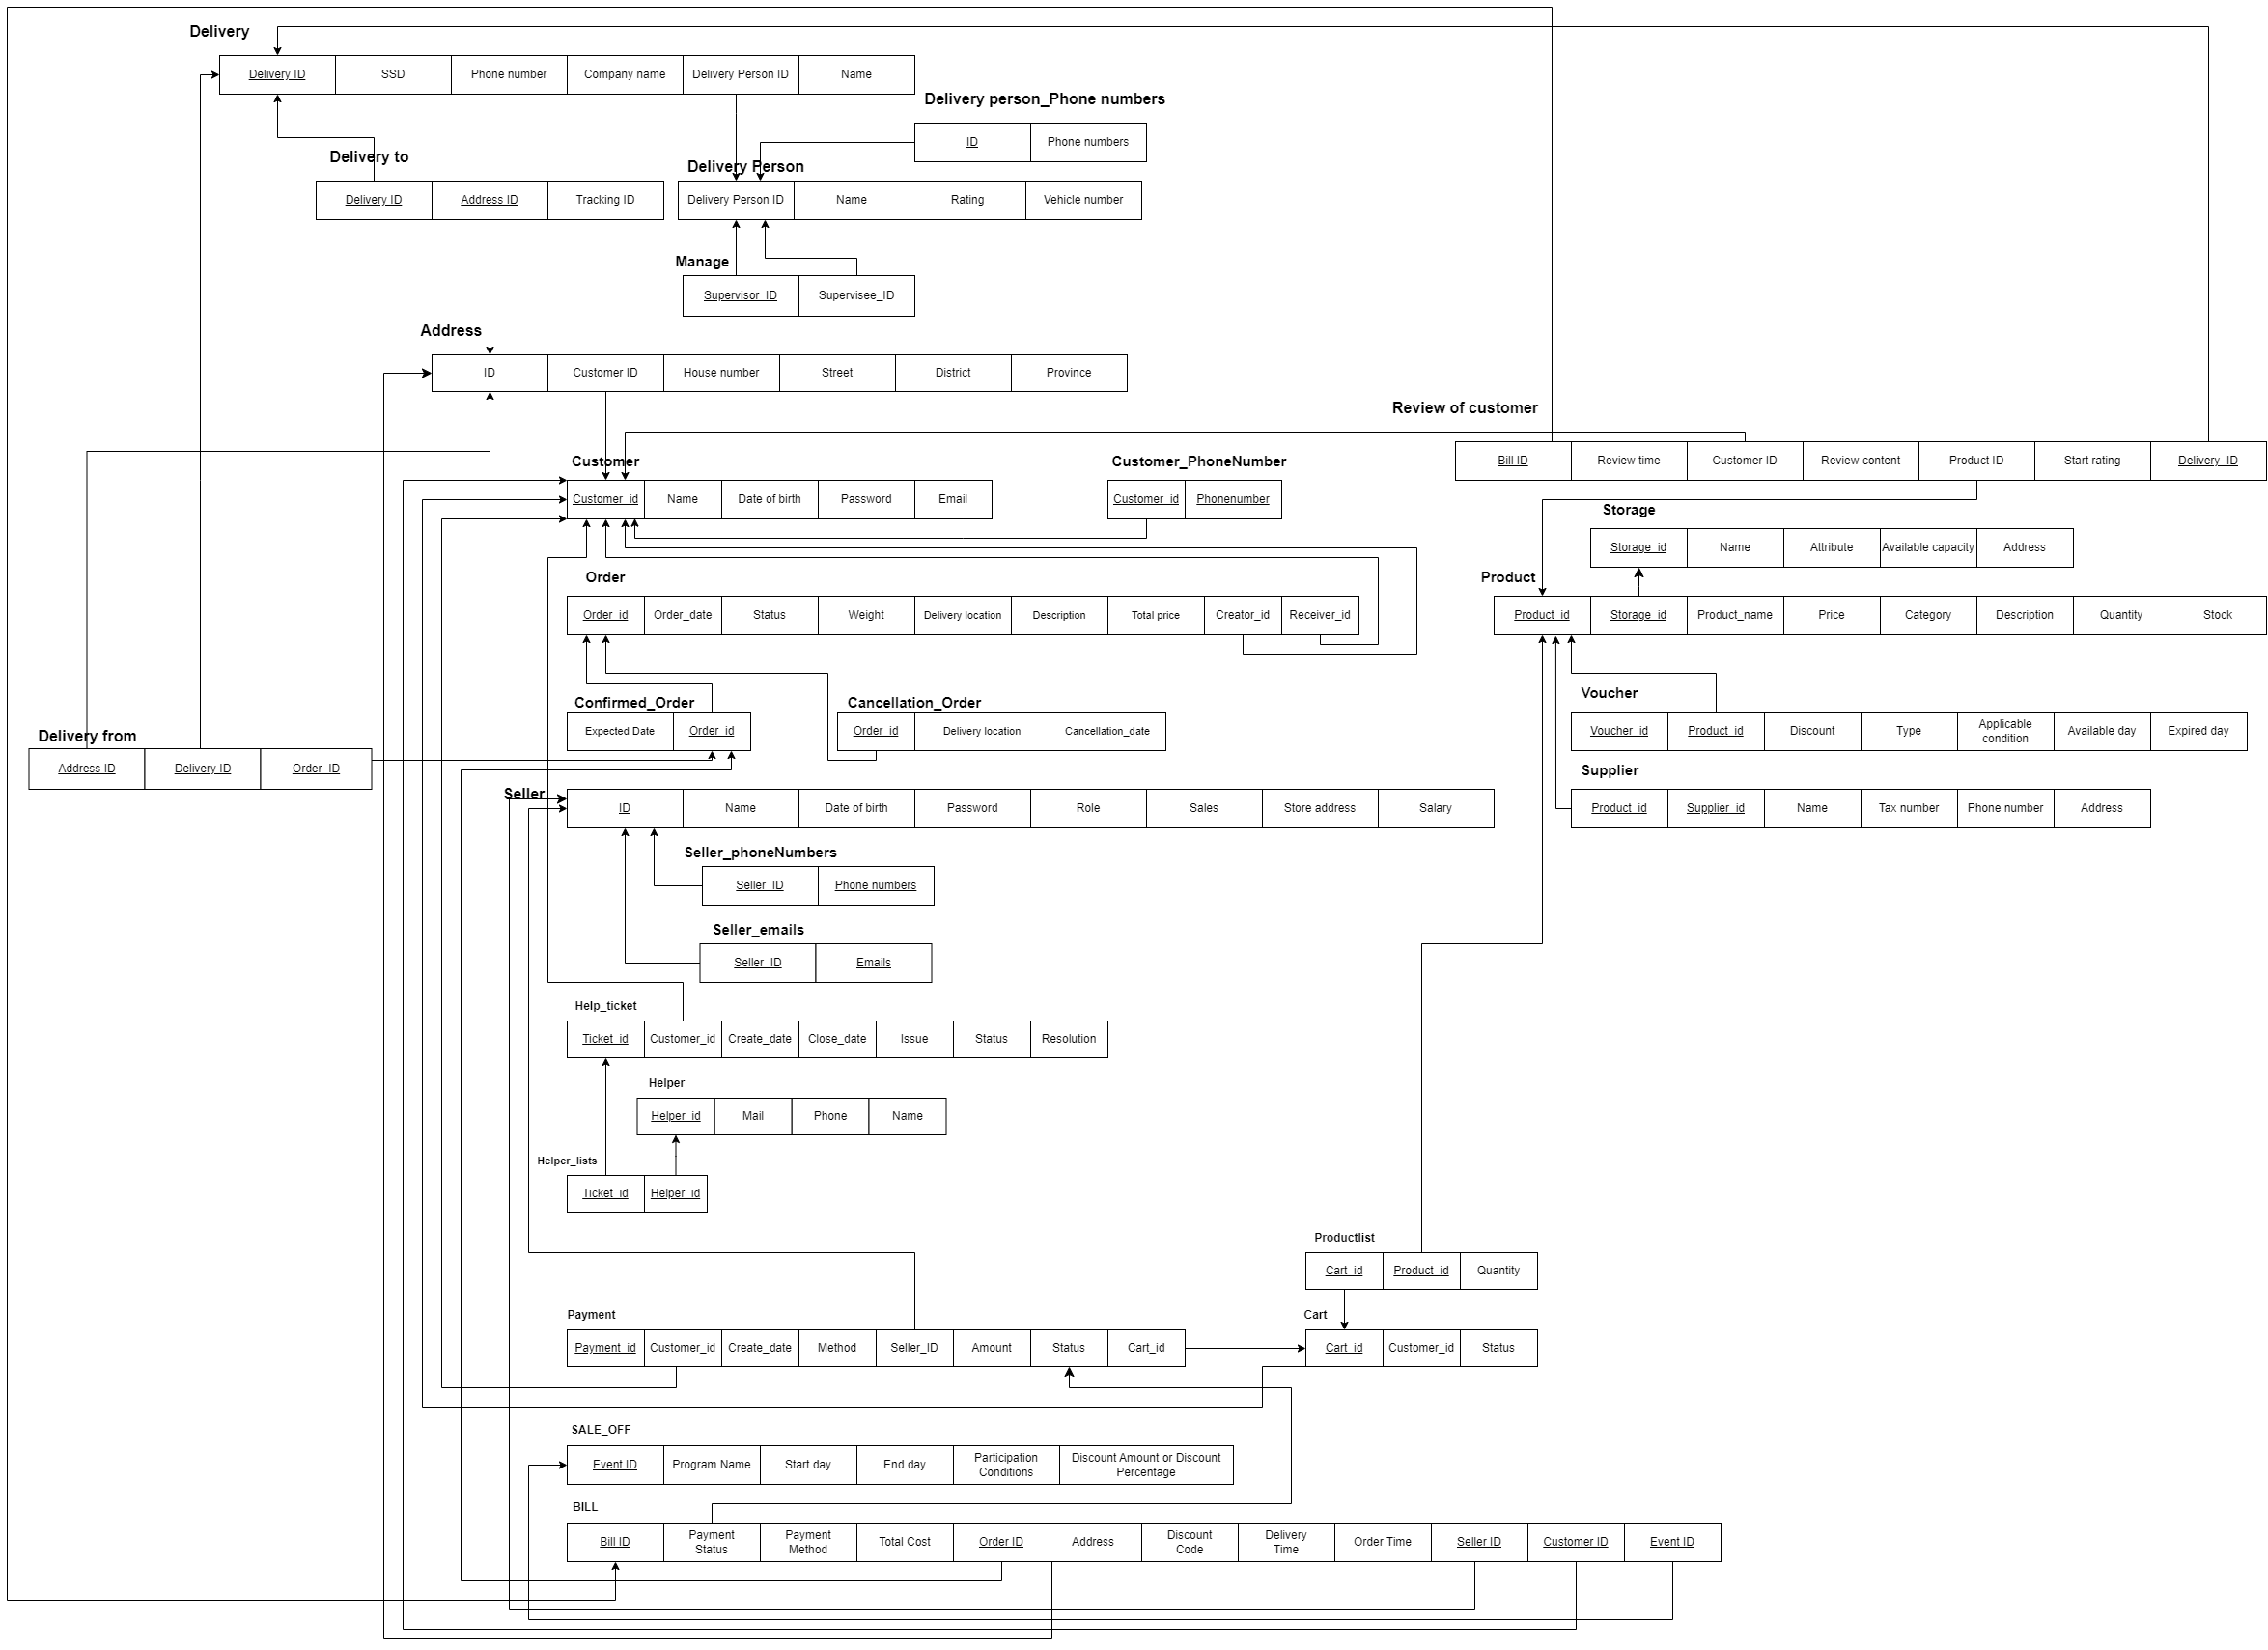 Delivery
Delivery ID SSD Phone number Company name Delivery Person ID Name
Delivery person_Phone numbers
ID Phone numbers
Delivery to
Delivery ID Address ID Tracking ID
Delivery Person
Delivery Person ID Name Rating Vehicle number
Manage
Supervisor_ID Supervisee_ID
Address
ID Customer ID House number Street District Province
Review of customer
Bill ID Review time Customer ID Review content Product ID Start rating Delivery_ID
Customer
Customer_id Name Date of birth Password Email
Customer_PhoneNumber
Customer_id Phonenumber
Storage
Storage_id Name Attribute Available capacity Address
Order
Order_id Order_date Status Weight Delivery location Description Total price Creator_id Receiver_id
Product
Product_id Storage_id Product_name Price Category Description Quantity Stock
Confirmed_Order
Expected Date Order_id
Cancellation_Order
Order_id Delivery location Cancellation_date
Voucher
Voucher_id Product_id Discount Type Applicable condition Available day Expired day
Delivery from
Address ID Delivery ID Order_ID
Supplier
Product_id Supplier_id Name Tax number Phone number Address
Seller
ID Name Date of birth Password Role Sales Store address Salary
Seller_phoneNumbers
Seller_ID Phone numbers
Seller_emails
Seller_ID Emails
Help_ticket
Ticket_id Customer_id Create_date Close_date Issue Status Resolution
Helper
Helper_id Mail Phone Name
Helper_lists
Ticket_id Helper_id
Productlist
Cart_id Product_id Quantity
Payment
Payment_id Customer_id Create_date Method Seller_ID Amount Status Cart_id
Cart
Cart_id Customer_id Status
SALE_OFF
Event ID Program Name Start day End day Participation Conditions Discount Amount or Discount Percentage
BILL
Bill ID Payment Status Payment Method Total Cost Order ID Address Discount Code Delivery Time Order Time Seller ID Customer ID Event ID